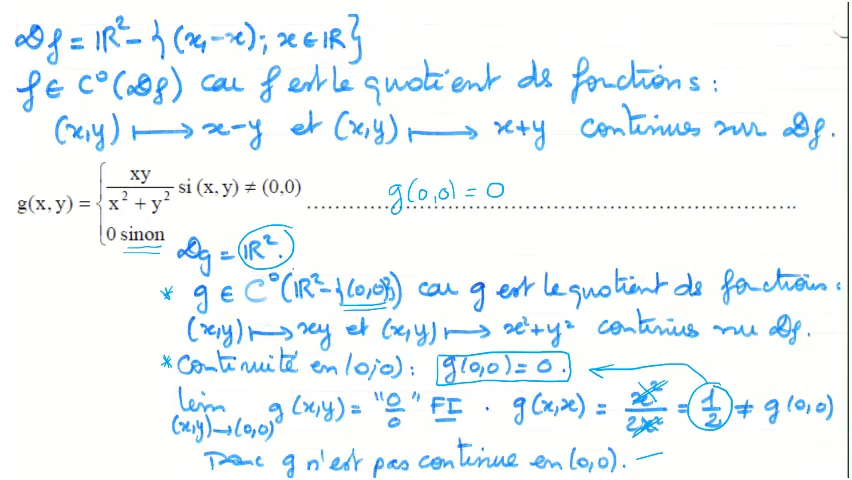 Df = IR² - { (x,-x) ; x ∈ IR }
f ∈ C⁰(Df) car f est le quotient de fonctions :
(x,y) ⟼ x-y et (x,y) ⟼ x+y continues sur Df.
g(x,y) = { xy / (x² + y²) si (x,y) ≠ (0,0) .......... g(0,0) = 0
0 sinon
Dg = IR².
* g ∈ C⁰(IR² - {(0,0)}) car g est le quotient de fonctions :
(x,y) ⟼ xy et (x,y) ⟼ x²+y² continues sur Df.
* Continuité en (0,0) : g(0,0) = 0.
lim (x,y)→(0,0) g(x,y) = "0/0" FI . g(x,x) = x²/2x² = 1/2 ≠ g(0,0)
Donc g n'est pas continue en (0,0).